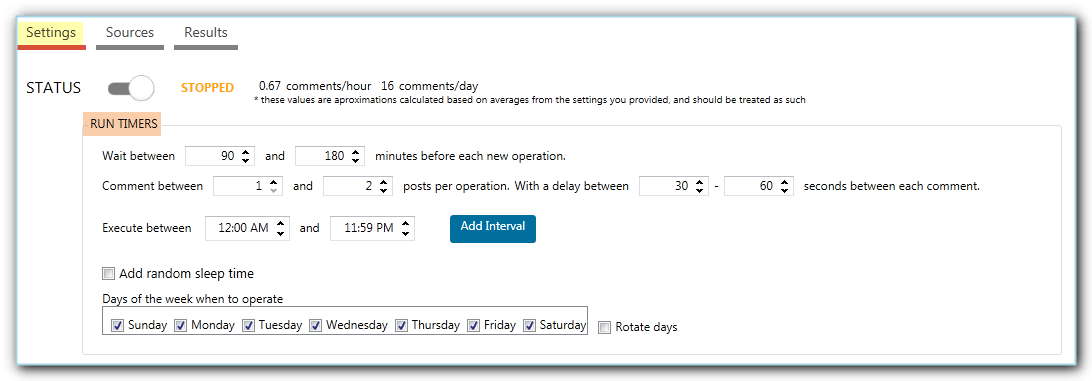 Settings Sources Results
STATUS STOPPED 0.67 comments/hour 16 comments/day
* these values are aproximations calculated based on averages from the settings you provided, and should be treated as such
RUN TIMERS
Wait between 90 and 180 minutes before each new operation.
Comment between 1 and 2 posts per operation. With a delay between 30 - 60 seconds between each comment.
Execute between 12:00 AM and 11:59 PM Add Interval
Add random sleep time
Days of the week when to operate
Sunday Monday Tuesday Wednesday Thursday Friday Saturday Rotate days